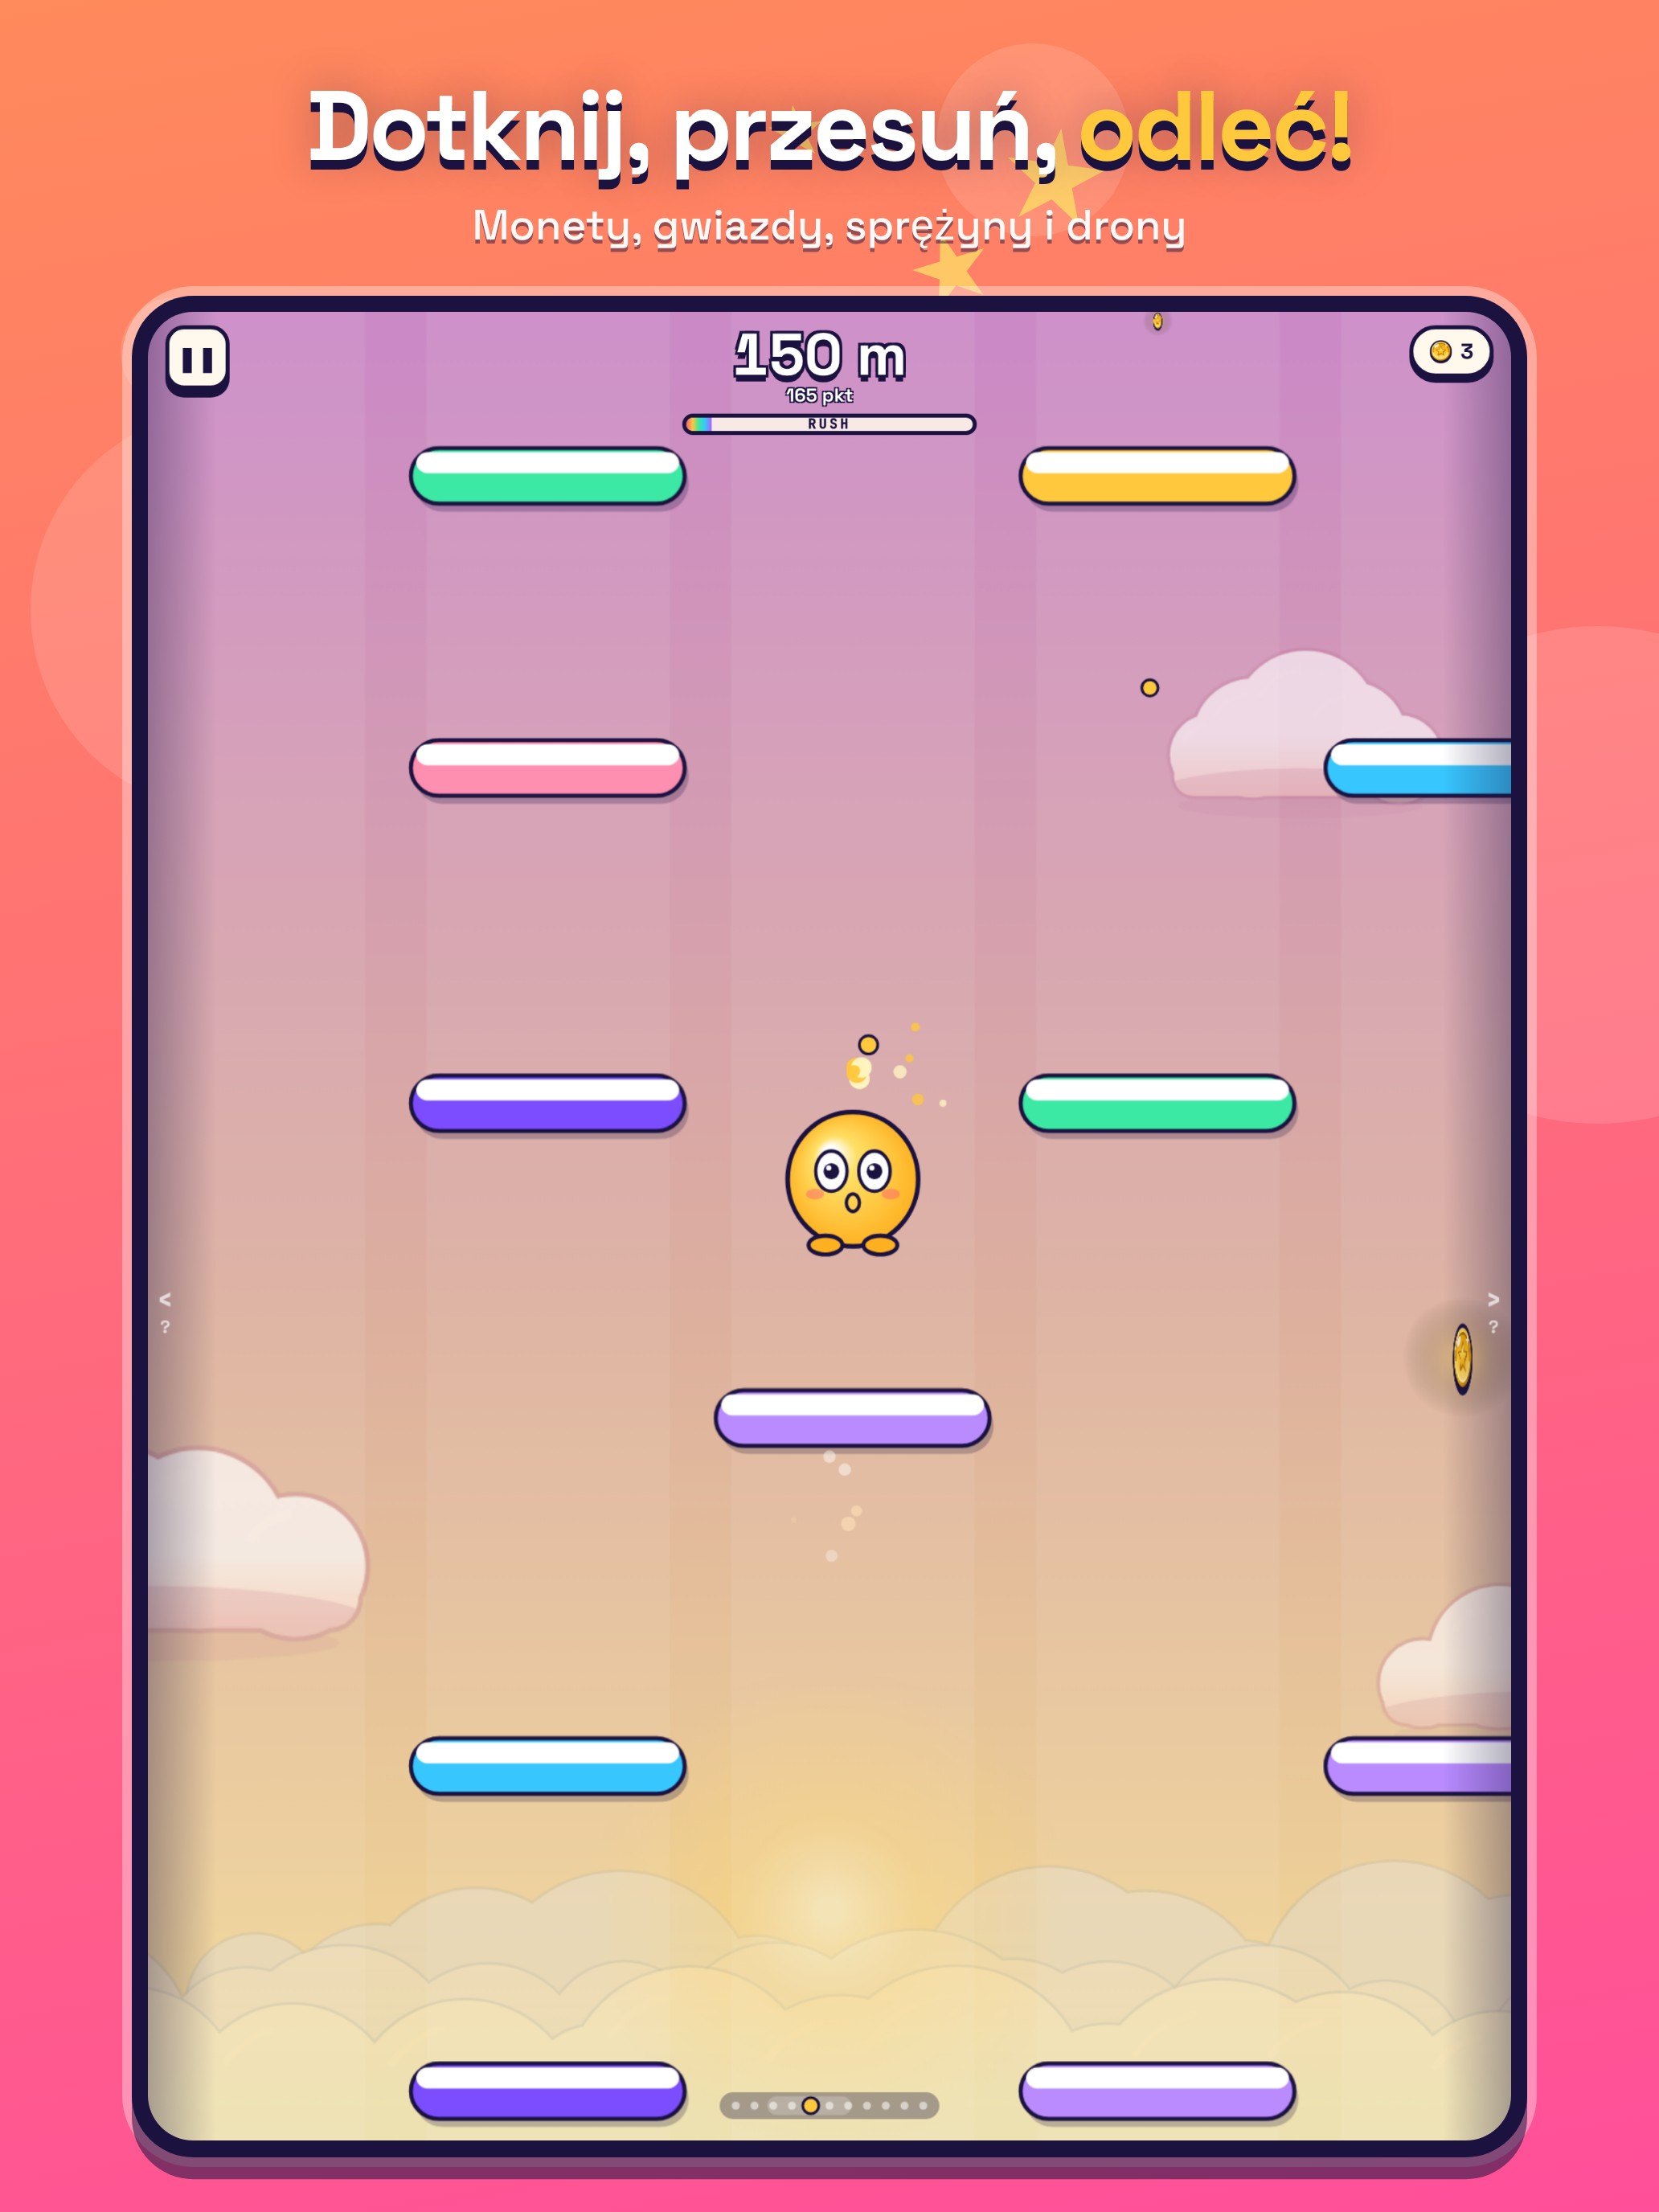 Dotknij, przesuń, odleć!
Monety, gwiazdy, sprężyny i drony
150 m
3
165 pkt
RUSH
< >
? ?